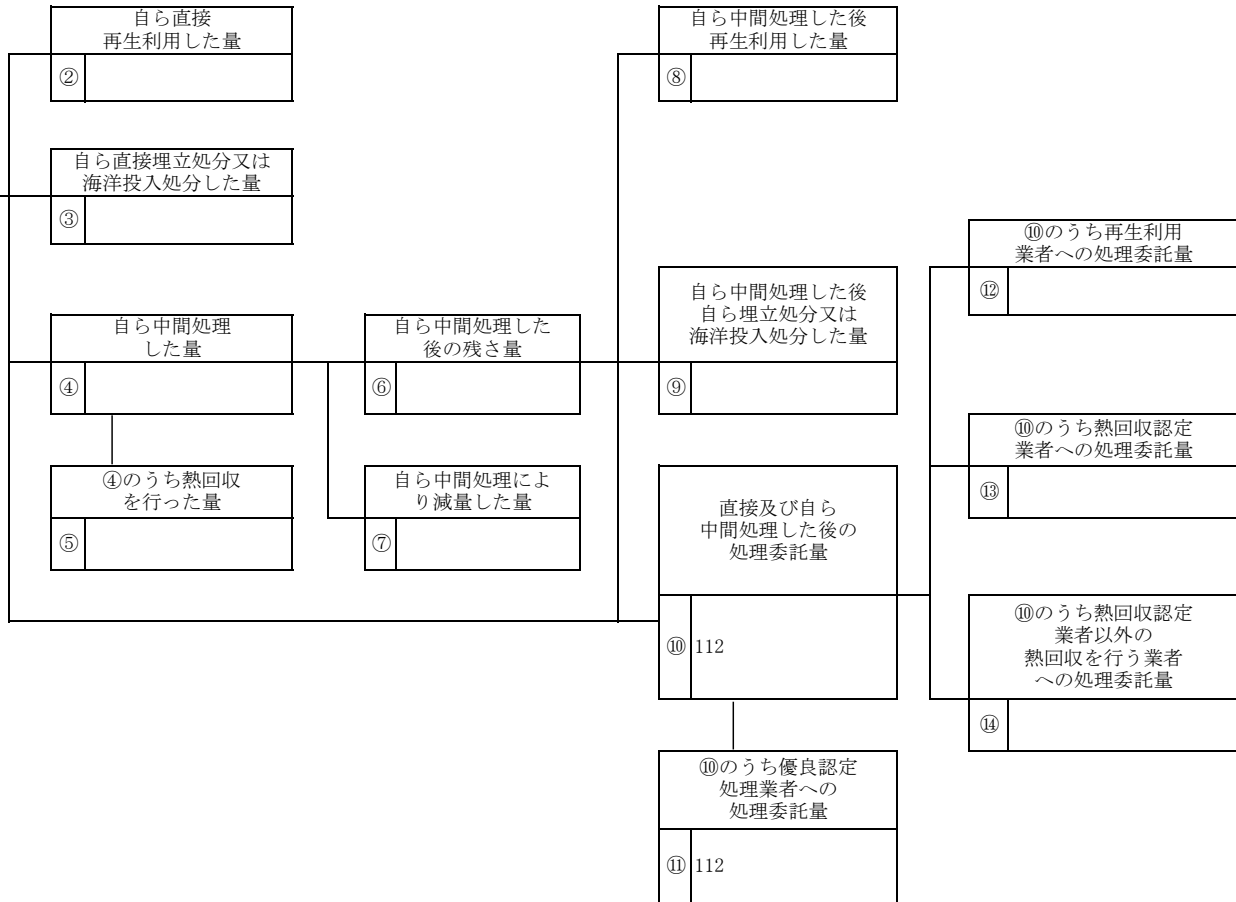 自ら直接
再生利用した量
②
自ら中間処理した後
再生利用した量
⑧
自ら直接埋立処分又は
海洋投入処分した量
③
⑩のうち再生利用
業者への処理委託量
⑫
自ら中間処理
した量
④
自ら中間処理した
後の残さ量
⑥
自ら中間処理した後
自ら埋立処分又は
海洋投入処分した量
⑨
⑩のうち熱回収認定
業者への処理委託量
⑬
④のうち熱回収
を行った量
⑤
自ら中間処理によ
り減量した量
⑦
直接及び自ら
中間処理した後の
処理委託量
⑩ 112
⑩のうち熱回収認定
業者以外の
熱回収を行う業者
への処理委託量
⑭
⑩のうち優良認定
処理業者への
処理委託量
⑪ 112